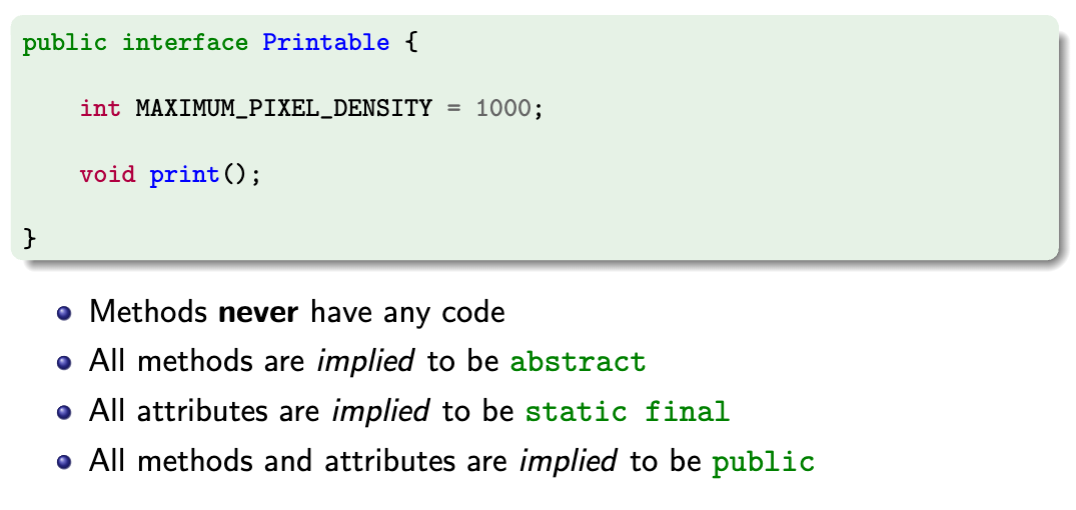 public interface Printable {
int MAXIMUM_PIXEL_DENSITY = 1000;
void print();
}
Methods never have any code
All methods are implied to be abstract
All attributes are implied to be static final
All methods and attributes are implied to be public